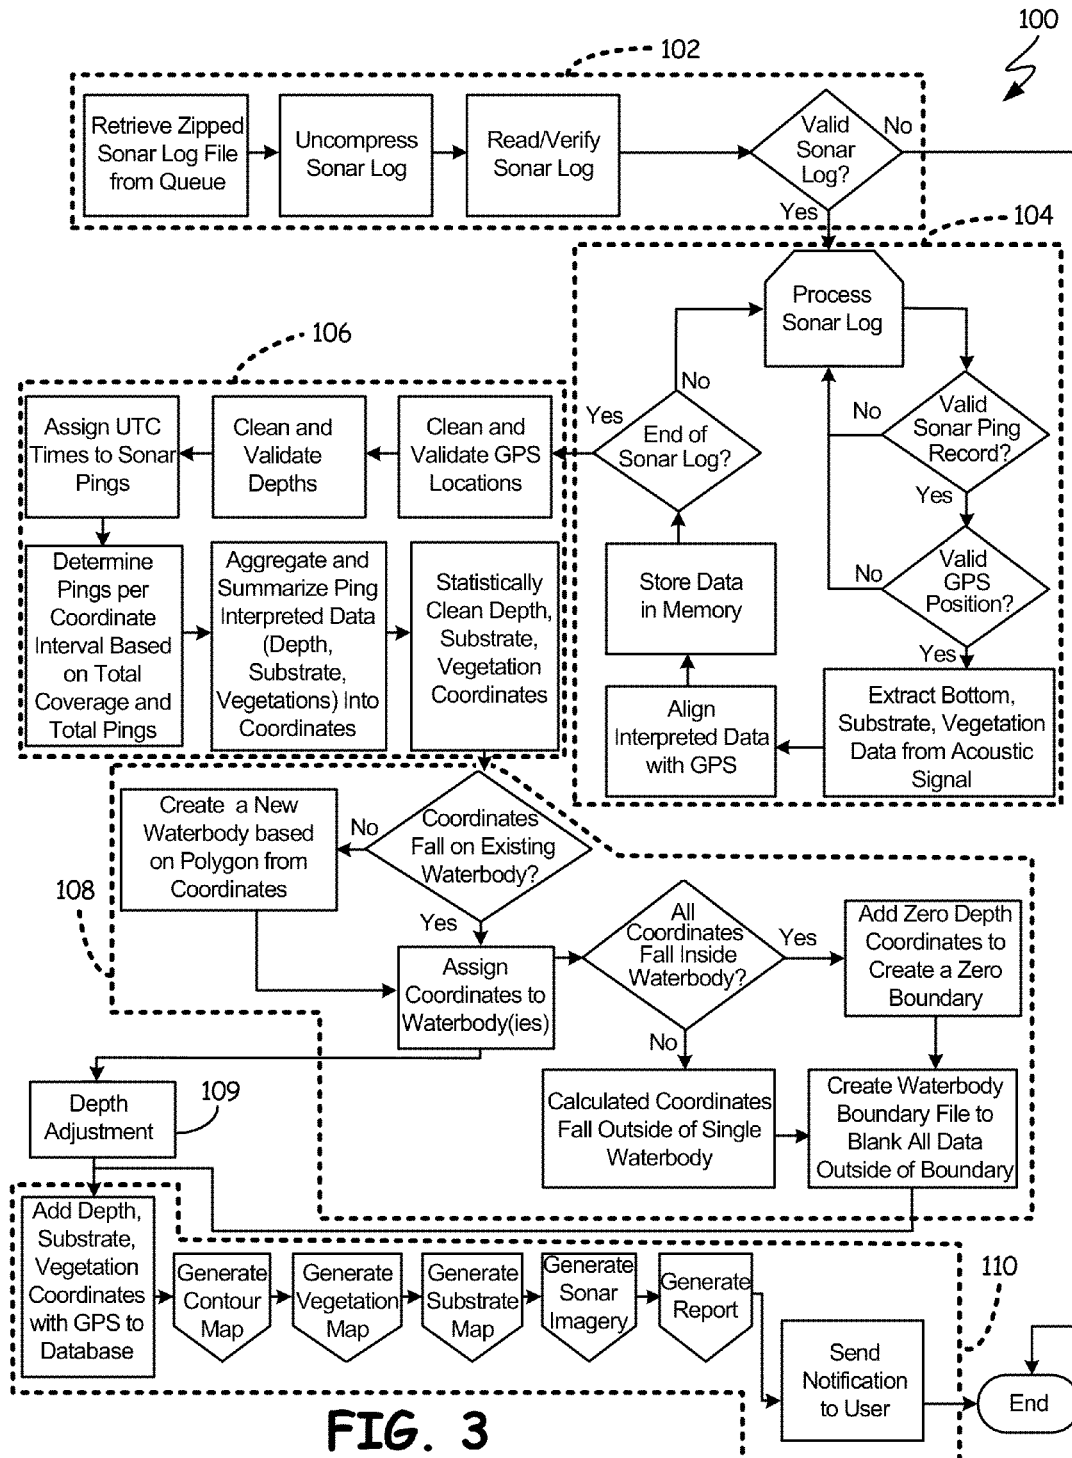 100
102
Retrieve Zipped
Sonar Log File
from Queue
Uncompress
Sonar Log
Read/Verify
Sonar Log
Valid
Sonar
Log?
No
Yes
104
Process
Sonar Log
No
Valid
Sonar Ping
Record?
No
Yes
Valid
GPS
Position?
No
Yes
Extract Bottom,
Substrate, Vegetation
Data from Acoustic
Signal
Align
Interpreted Data
with GPS
Store Data
in Memory
End of
Sonar Log?
Yes
106
Clean and
Validate GPS
Locations
Clean and
Validate
Depths
Assign UTC
Times to Sonar
Pings
Determine
Pings per
Coordinate
Interval Based
on Total
Coverage and
Total Pings
Aggregate and
Summarize Ping
Interpreted Data
(Depth,
Substrate,
Vegetations) Into
Coordinates
Statistically
Clean Depth,
Substrate,
Vegetation
Coordinates
108
Coordinates
Fall on Existing
Waterbody?
No
Create a New
Waterbody based
on Polygon from
Coordinates
Yes
Assign
Coordinates to
Waterbody(ies)
All
Coordinates
Fall Inside
Waterbody?
Yes
Add Zero Depth
Coordinates to
Create a Zero
Boundary
No
Calculated Coordinates
Fall Outside of Single
Waterbody
Create Waterbody
Boundary File to
Blank All Data
Outside of Boundary
Depth
Adjustment
109
Add Depth,
Substrate,
Vegetation
Coordinates
with GPS to
Database
Generate
Contour
Map
Generate
Vegetation
Map
Generate
Substrate
Map
Generate
Sonar
Imagery
Generate
Report
110
Send
Notification
to User
End
FIG. 3